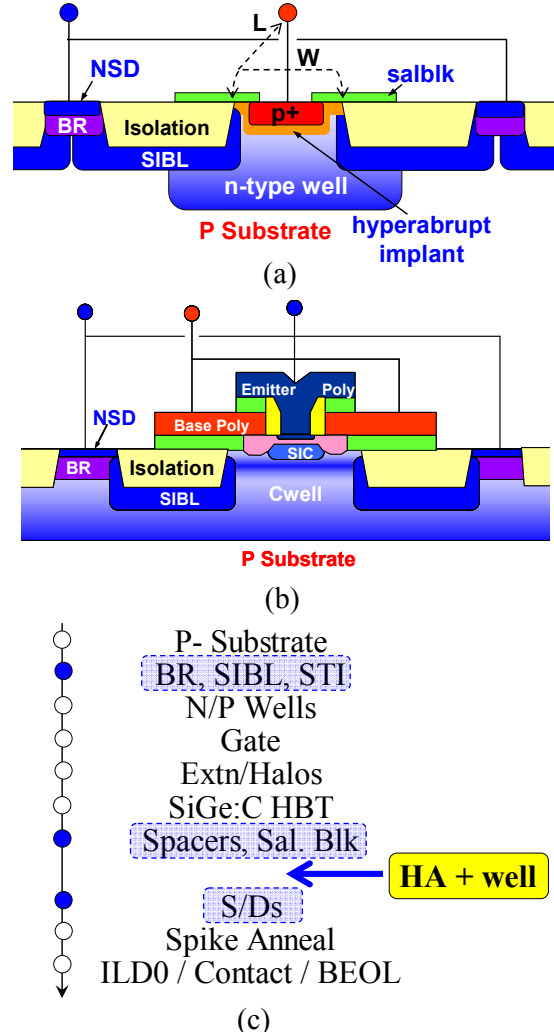 L
NSD
W
salblk
p+
BR
Isolation
SIBL
n-type well
P Substrate
hyperabrupt
implant
(a)
Emitter
Poly
NSD
Base Poly
BR
Isolation
SIC
SIBL
Cwell
P Substrate
(b)
P- Substrate
BR, SIBL, STI
N/P Wells
Gate
Extn/Halos
SiGe:C HBT
Spacers, Sal. Blk
HA + well
S/Ds
Spike Anneal
ILD0 / Contact / BEOL
(c)